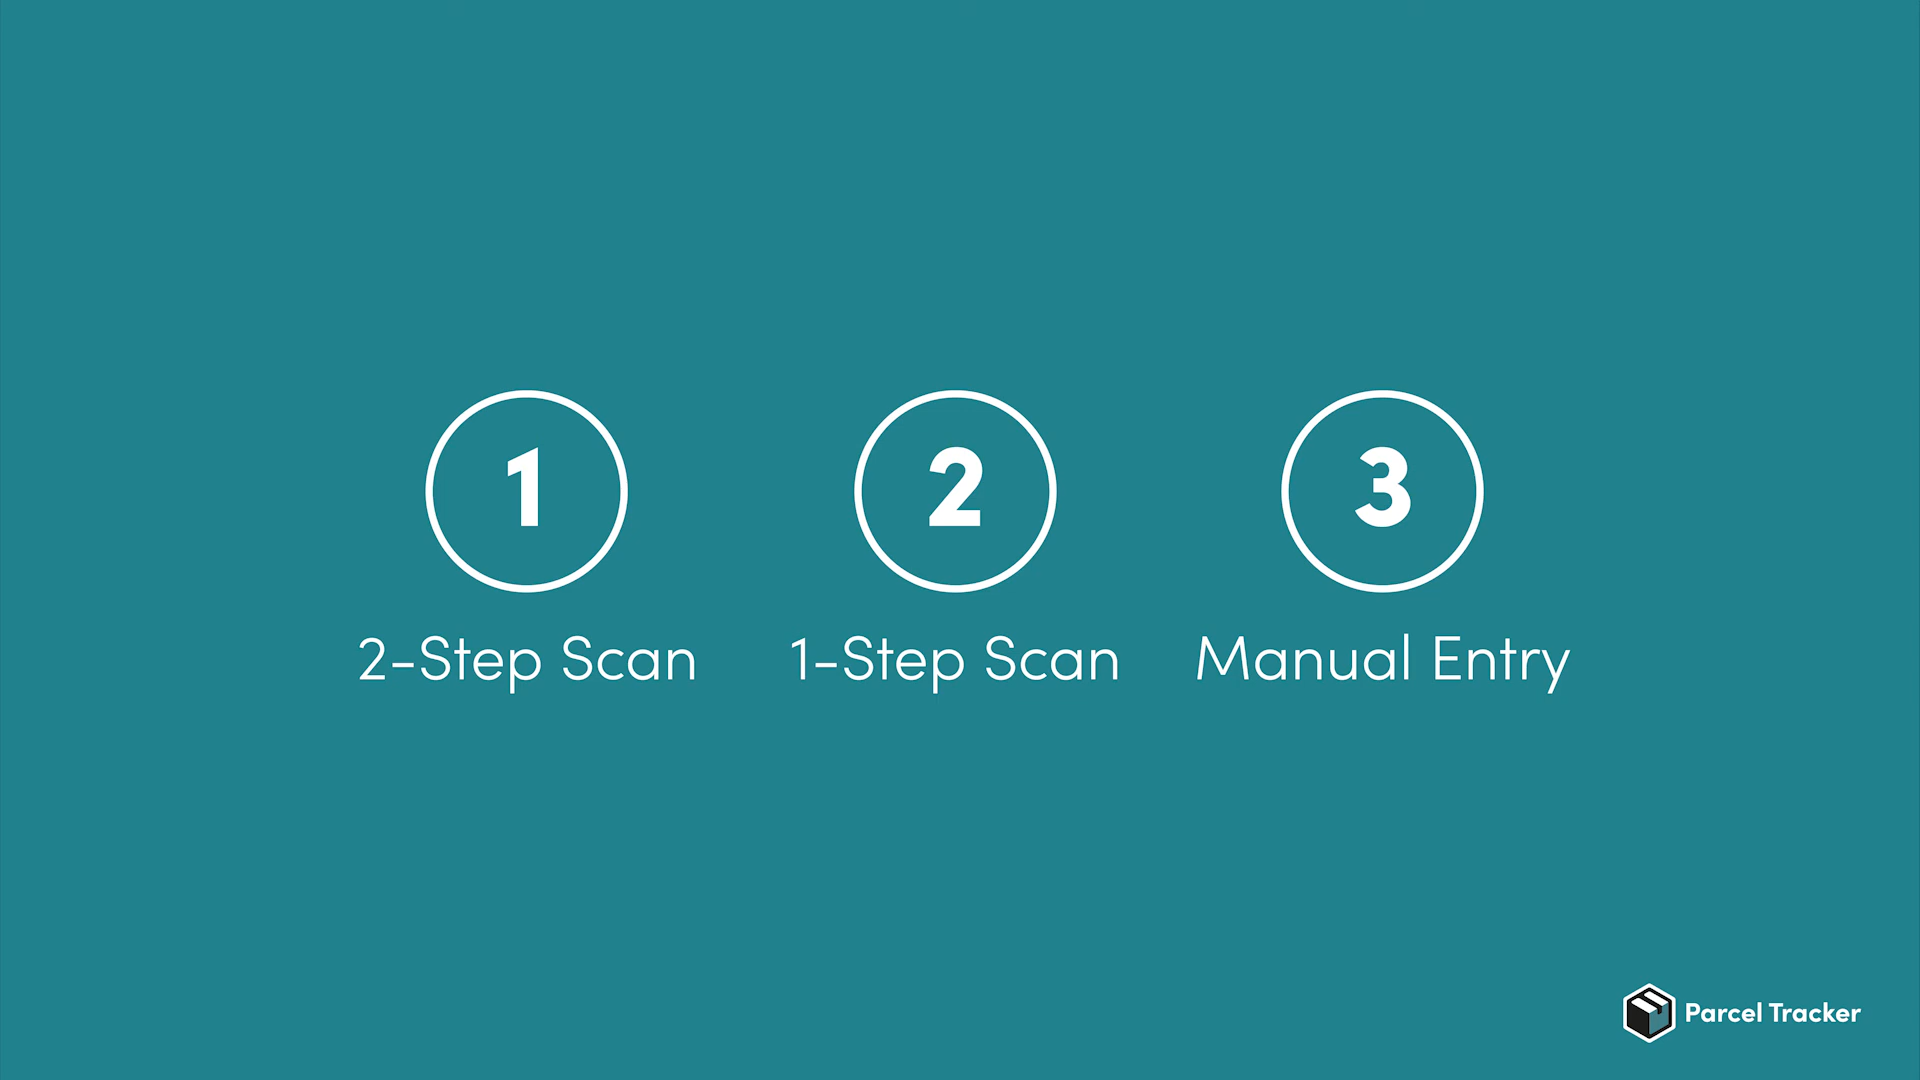 1
2
3
2-Step Scan
1-Step Scan
Manual Entry
Parcel Tracker